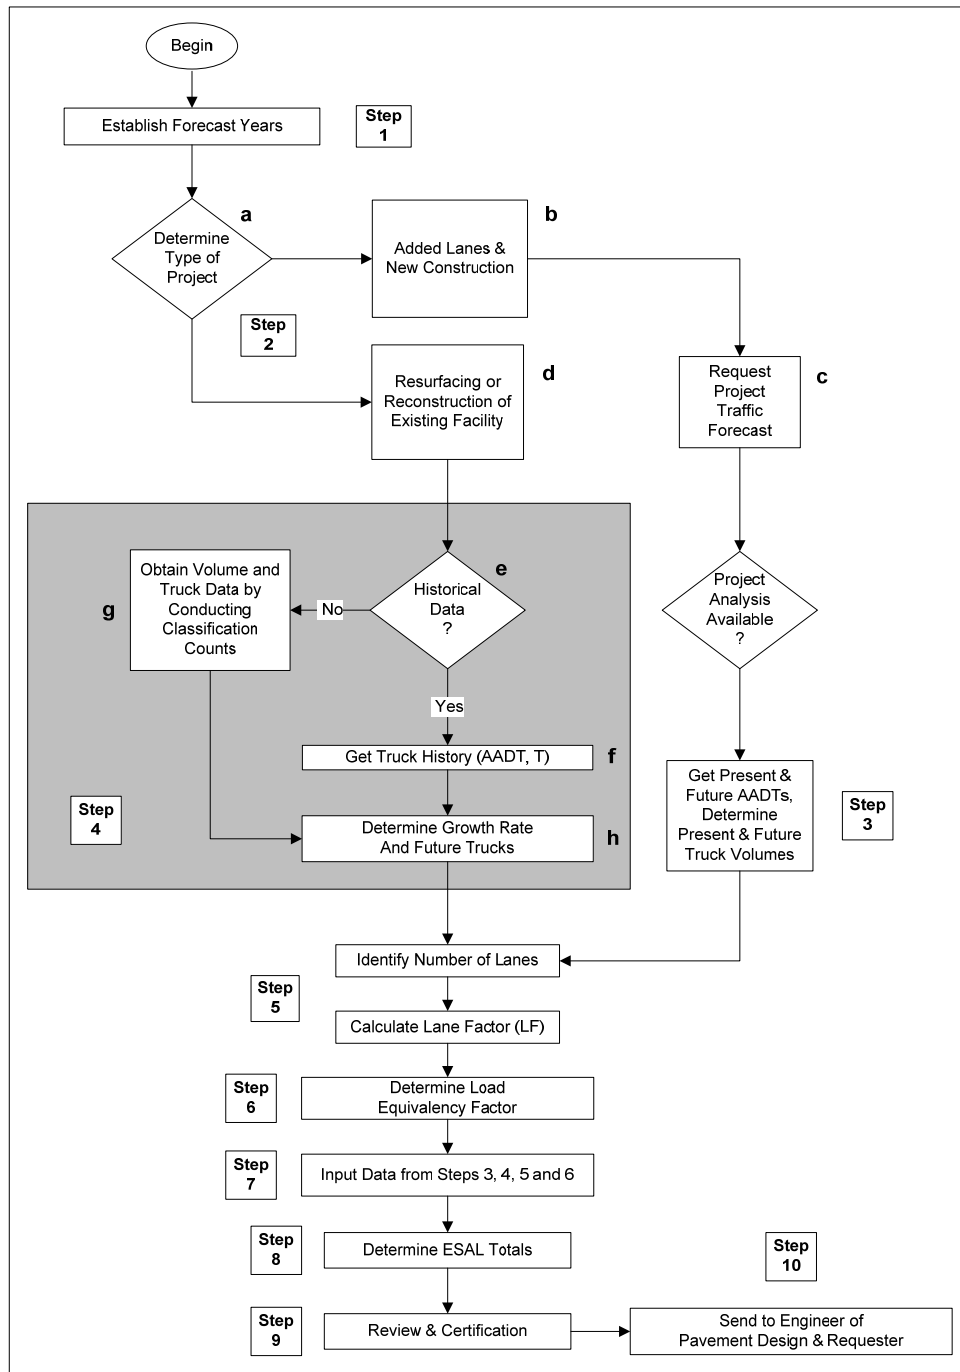 Begin
Establish Forecast Years
Step
1
a
Determine
Type of
Project
b
Added Lanes &
New Construction
Step
2
d
Resurfacing or
Reconstruction of
Existing Facility
c
Request
Project
Traffic
Forecast
e
Historical
Data
?
No
g
Obtain Volume and
Truck Data by
Conducting
Classification
Counts
Project
Analysis
Available
?
Yes
Get Truck History (AADT, T)
f
Step
4
Determine Growth Rate
And Future Trucks
h
Get Present &
Future AADTs,
Determine
Present & Future
Truck Volumes
Step
3
Identify Number of Lanes
Step
5
Calculate Lane Factor (LF)
Step
6
Determine Load
Equivalency Factor
Step
7
Input Data from Steps 3, 4, 5 and 6
Step
8
Determine ESAL Totals
Step
10
Step
9
Review & Certification
Send to Engineer of
Pavement Design & Requester